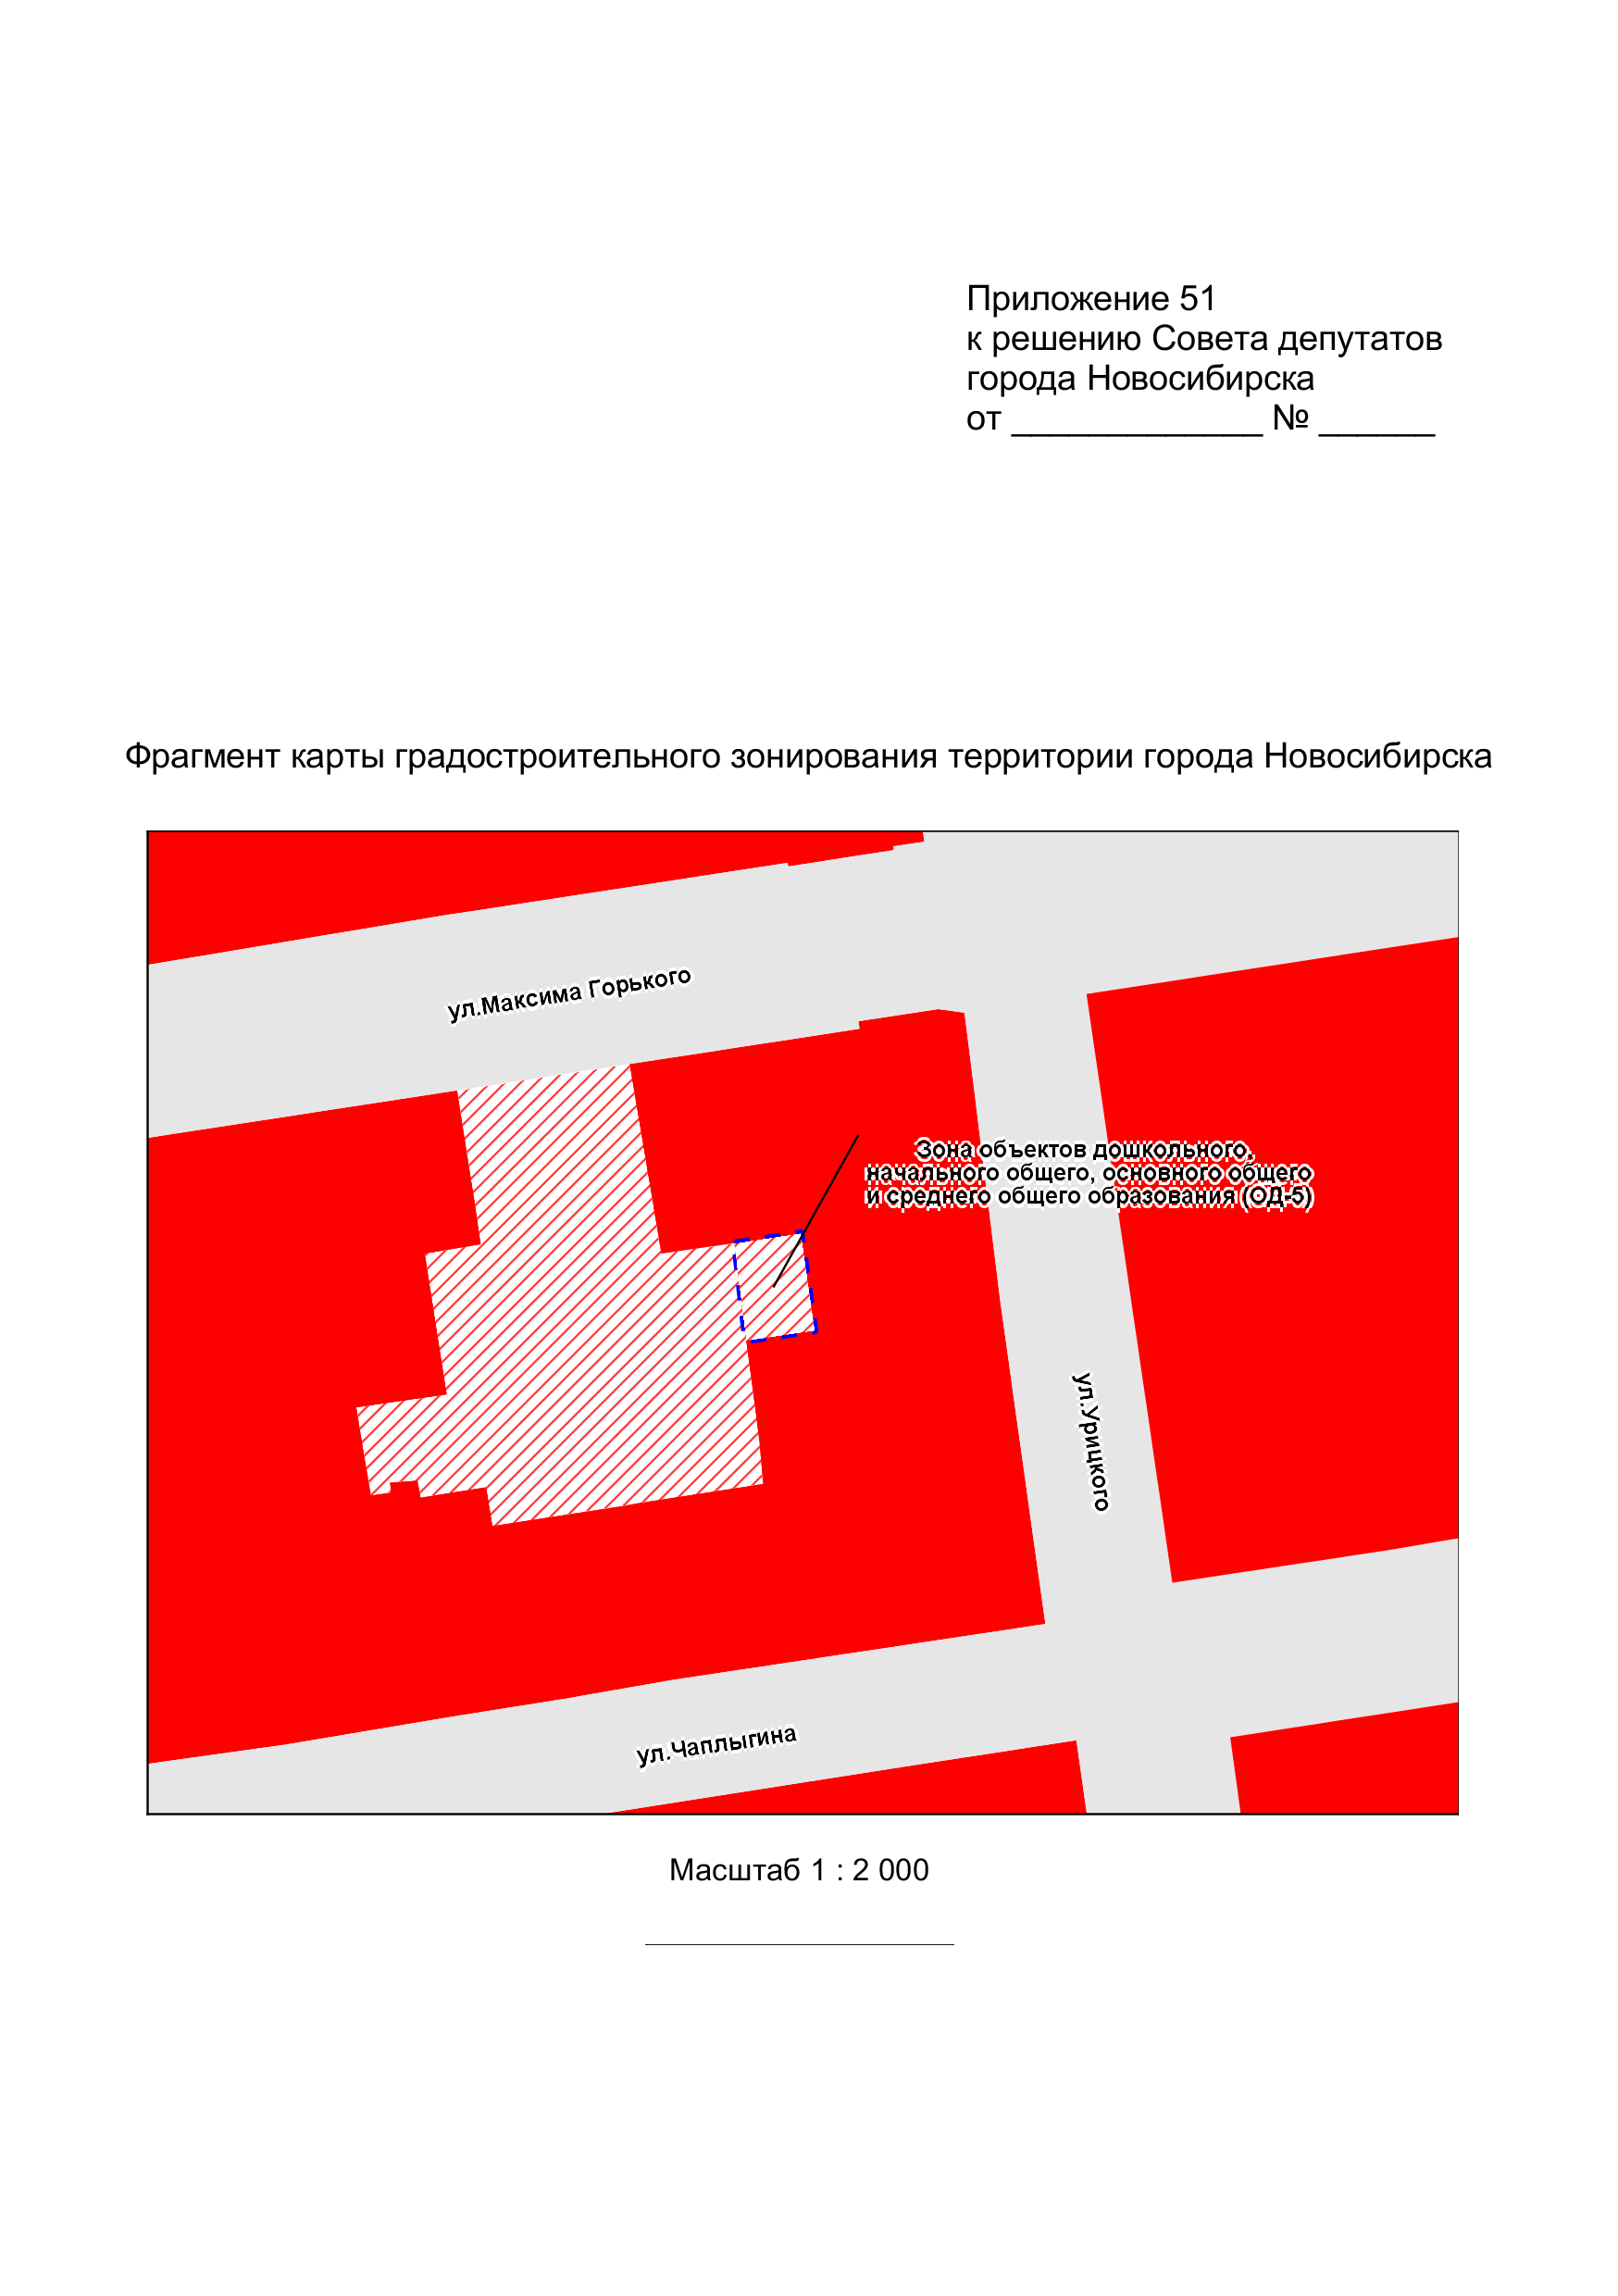 Приложение 51
к решению Совета депутатов
города Новосибирска
от _____________ № ______
Фрагмент карты градостроительного зонирования территории города Новосибирска
ул.Максима Горького
Зона объектов дошкольного,
начального общего, основного общего
и среднего общего образования (ОД-5)
ул.Урицкого
ул.Чаплыгина
Масштаб 1 : 2 000